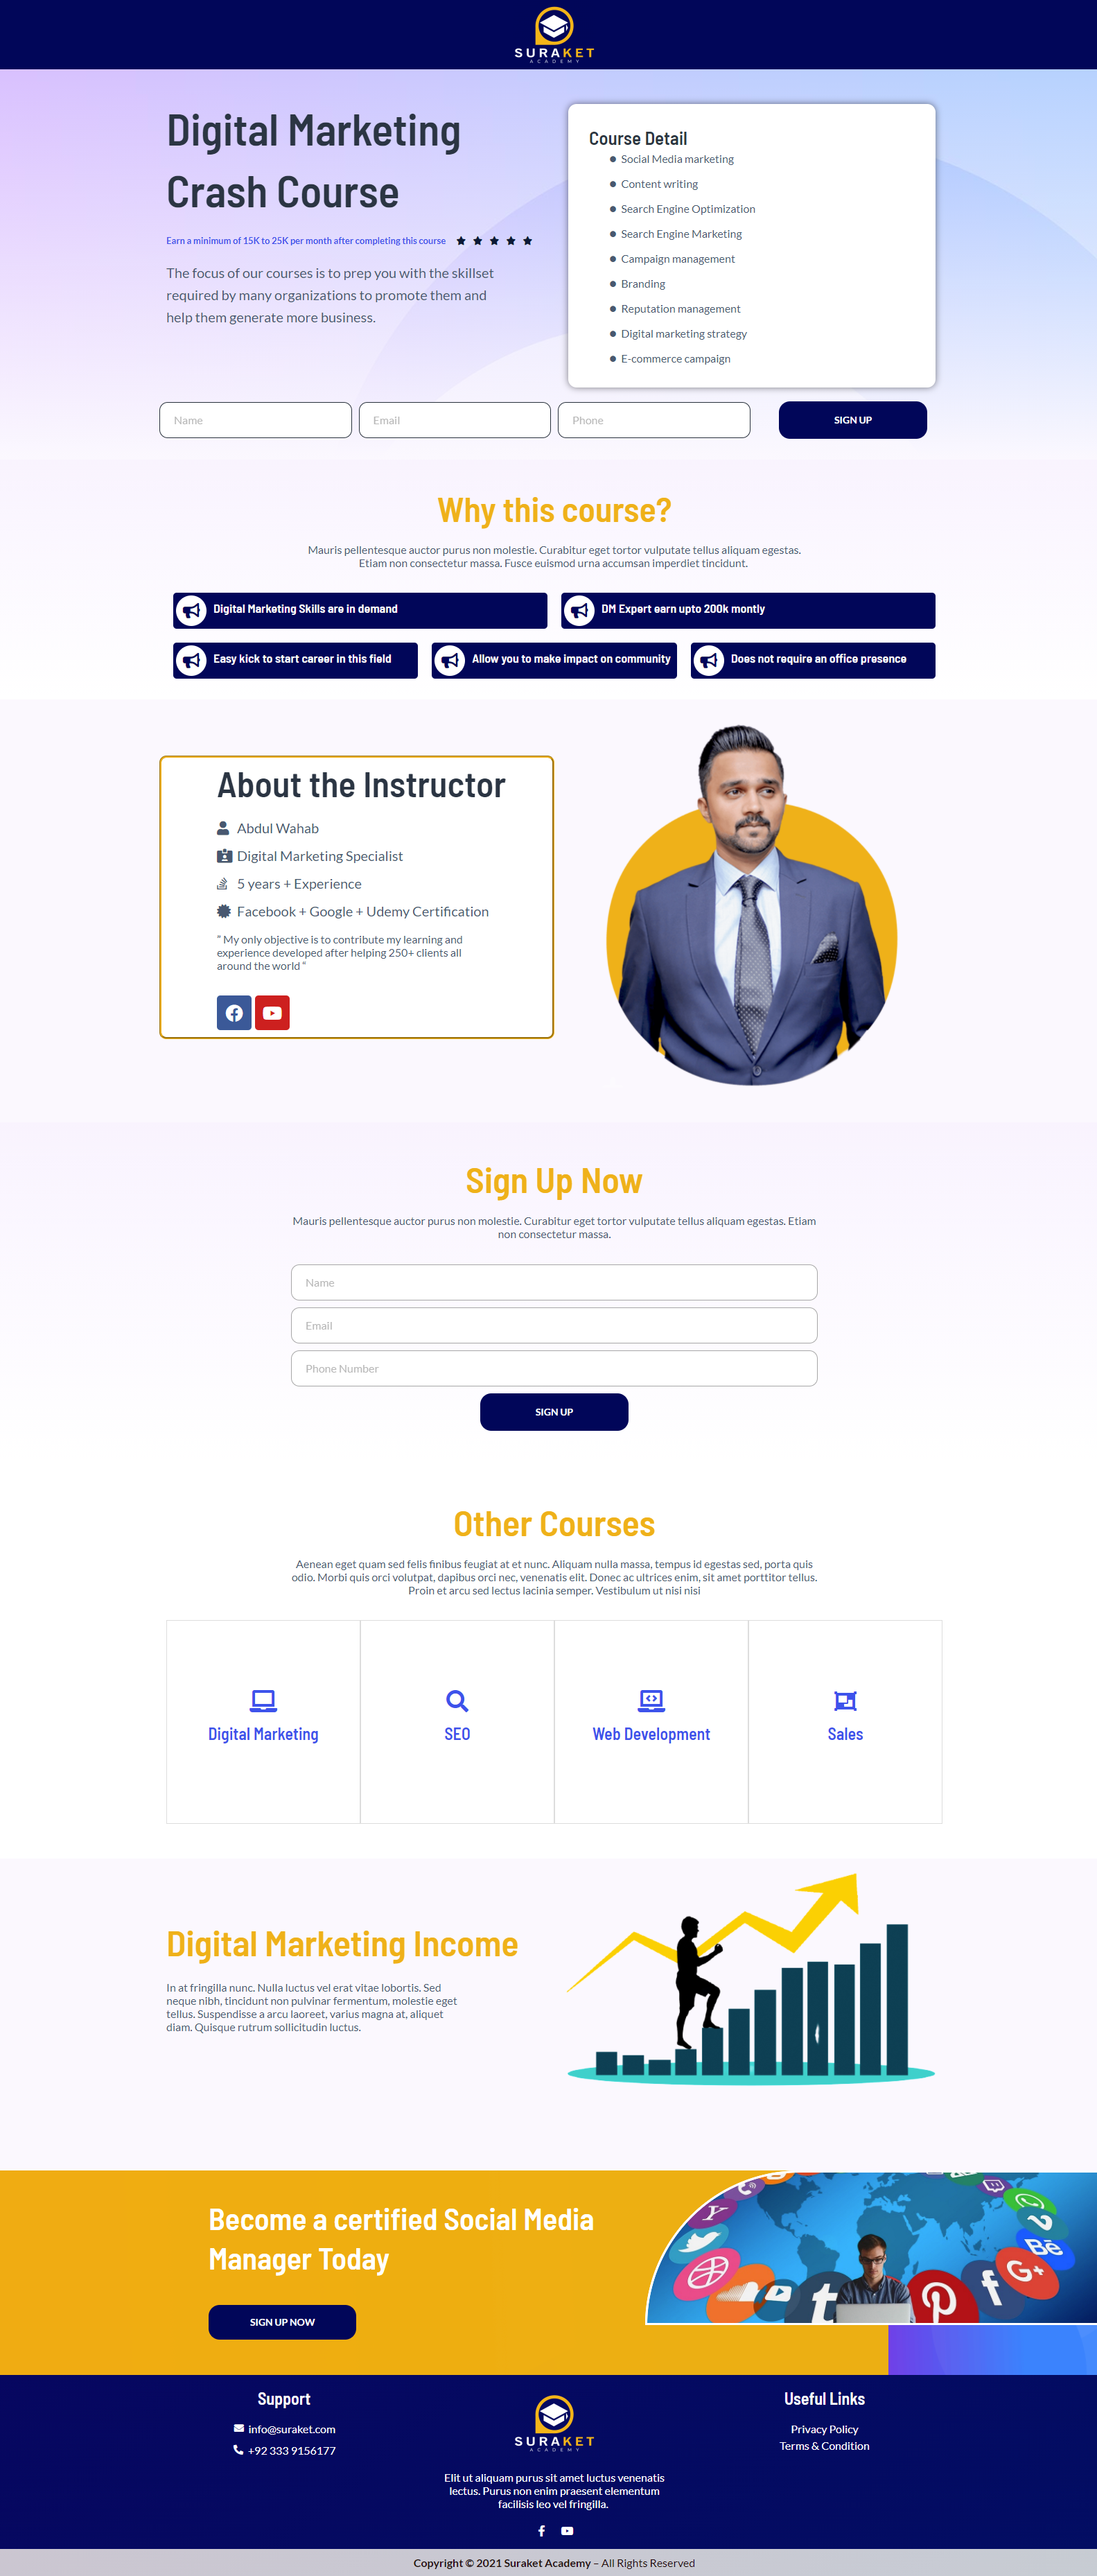 SURAKET
ACADEMY
Digital Marketing
Crash Course
Earn a minimum of 15K to 25K per month after completing this course
The focus of our courses is to prep you with the skillset
required by many organizations to promote them and
help them generate more business.
Course Detail
Social Media marketing
Content writing
Search Engine Optimization
Search Engine Marketing
Campaign management
Branding
Reputation management
Digital marketing strategy
E-commerce campaign
Name
Email
Phone
SIGN UP
Why this course?
Mauris pellentesque auctor purus non molestie. Curabitur eget tortor vulputate tellus aliquam egestas.
Etiam non consectetur massa. Fusce euismod urna accumsan imperdiet tincidunt.
Digital Marketing Skills are in demand
DM Expert earn upto 200k montly
Easy kick to start career in this field
Allow you to make impact on community
Does not require an office presence
About the Instructor
Abdul Wahab
Digital Marketing Specialist
5 years + Experience
Facebook + Google + Udemy Certification
“ My only objective is to contribute my learning and
experience developed after helping 250+ clients all
around the world “
Sign Up Now
Mauris pellentesque auctor purus non molestie. Curabitur eget tortor vulputate tellus aliquam egestas. Etiam
non consectetur massa.
Name
Email
Phone Number
SIGN UP
Other Courses
Aenean eget quam sed felis finibus feugiat at et nunc. Aliquam nulla massa, tempus id egestas sed, porta quis
odio. Morbi quis orci volutpat, dapibus orci nec, venenatis elit. Donec ac ultrices enim, sit amet porttitor tellus.
Proin et arcu sed lectus lacinia semper. Vestibulum ut nisi nisi
Digital Marketing
SEO
Web Development
Sales
Digital Marketing Income
In at fringilla nunc. Nulla luctus vel erat vitae lobortis. Sed
neque nibh, tincidunt non pulvinar fermentum, molestie eget
tellus. Suspendisse a arcu laoreet, varius magna at, aliquet
diam. Quisque rutrum sollicitudin luctus.
Become a certified Social Media
Manager Today
SIGN UP NOW
Bē
G+
Support
info@suraket.com
+92 333 9156177
SURAKET
ACADEMY
Elit ut aliquam purus sit amet luctus venenatis
lectus. Purus non enim praesent elementum
facilisis leo vel fringilla.
Useful Links
Privacy Policy
Terms & Condition
Copyright © 2021 Suraket Academy – All Rights Reserved